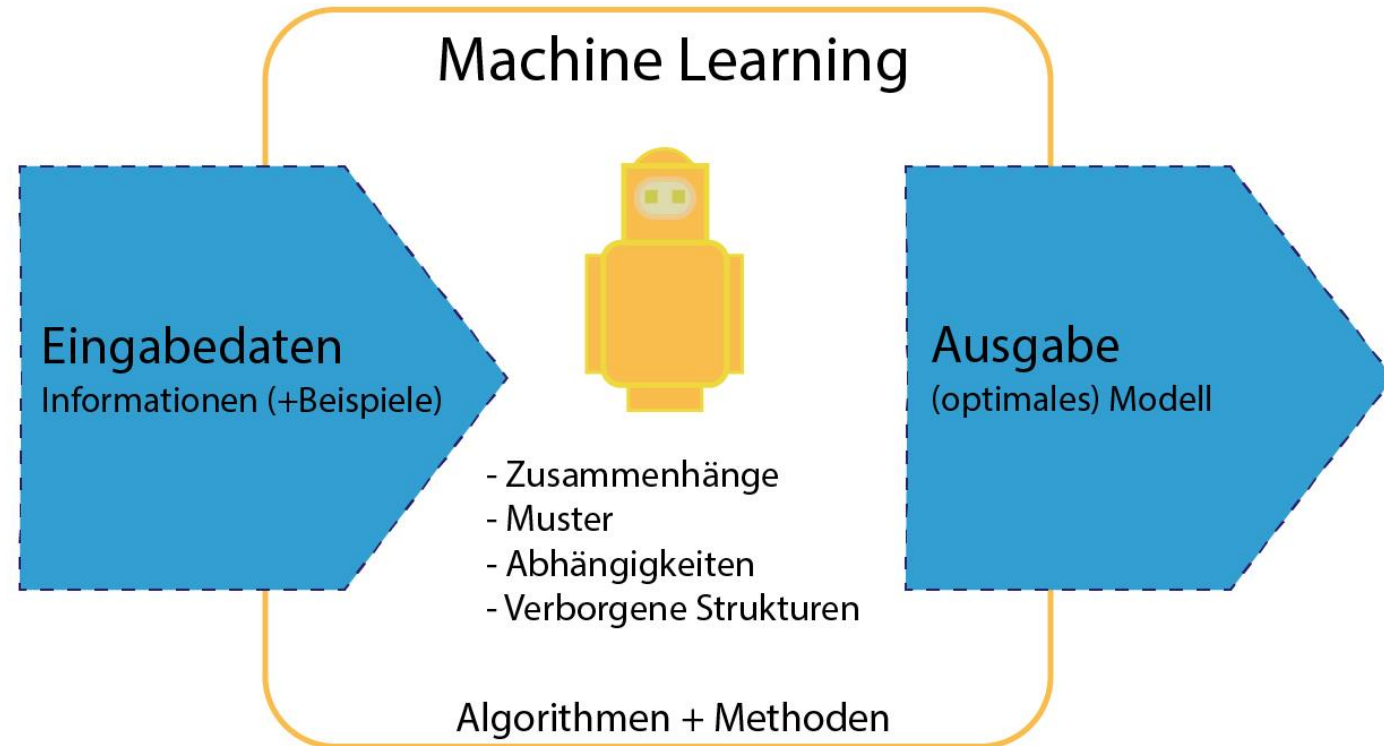 Machine Learning
Eingabedaten
Informationen (+Beispiele)
- Zusammenhänge
- Muster
- Abhängigkeiten
- Verborgene Strukturen
Algorithmen + Methoden
Ausgabe
(optimales) Modell